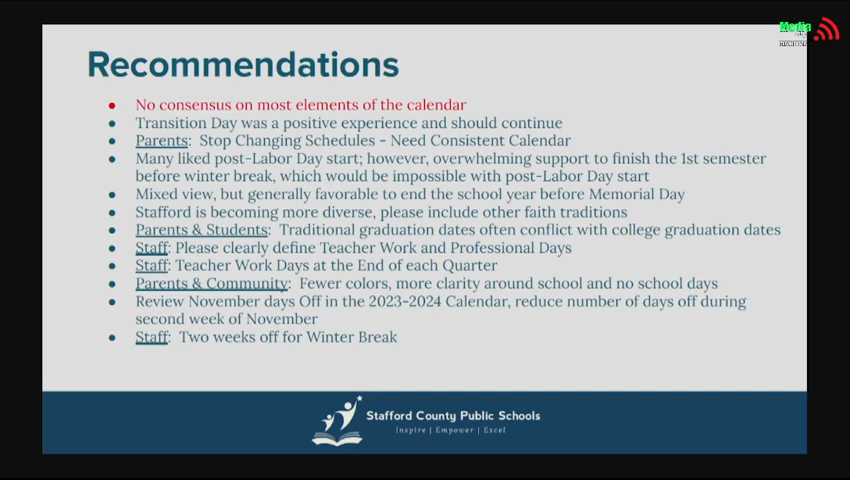 Media
Recommendations
● No consensus on most elements of the calendar
● Transition Day was a positive experience and should continue
● Parents: Stop Changing Schedules - Need Consistent Calendar
● Many liked post-Labor Day start; however, overwhelming support to finish the 1st semester
before winter break, which would be impossible with post-Labor Day start
● Mixed view, but generally favorable to end the school year before Memorial Day
● Stafford is becoming more diverse, please include other faith traditions
● Parents & Students: Traditional graduation dates often conflict with college graduation dates
● Staff: Please clearly define Teacher Work and Professional Days
● Staff: Teacher Work Days at the End of each Quarter
● Parents & Community: Fewer colors, more clarity around school and no school days
● Review November days Off in the 2023-2024 Calendar, reduce number of days off during
second week of November
● Staff: Two weeks off for Winter Break
Stafford County Public Schools
Inspire | Empower | Excel